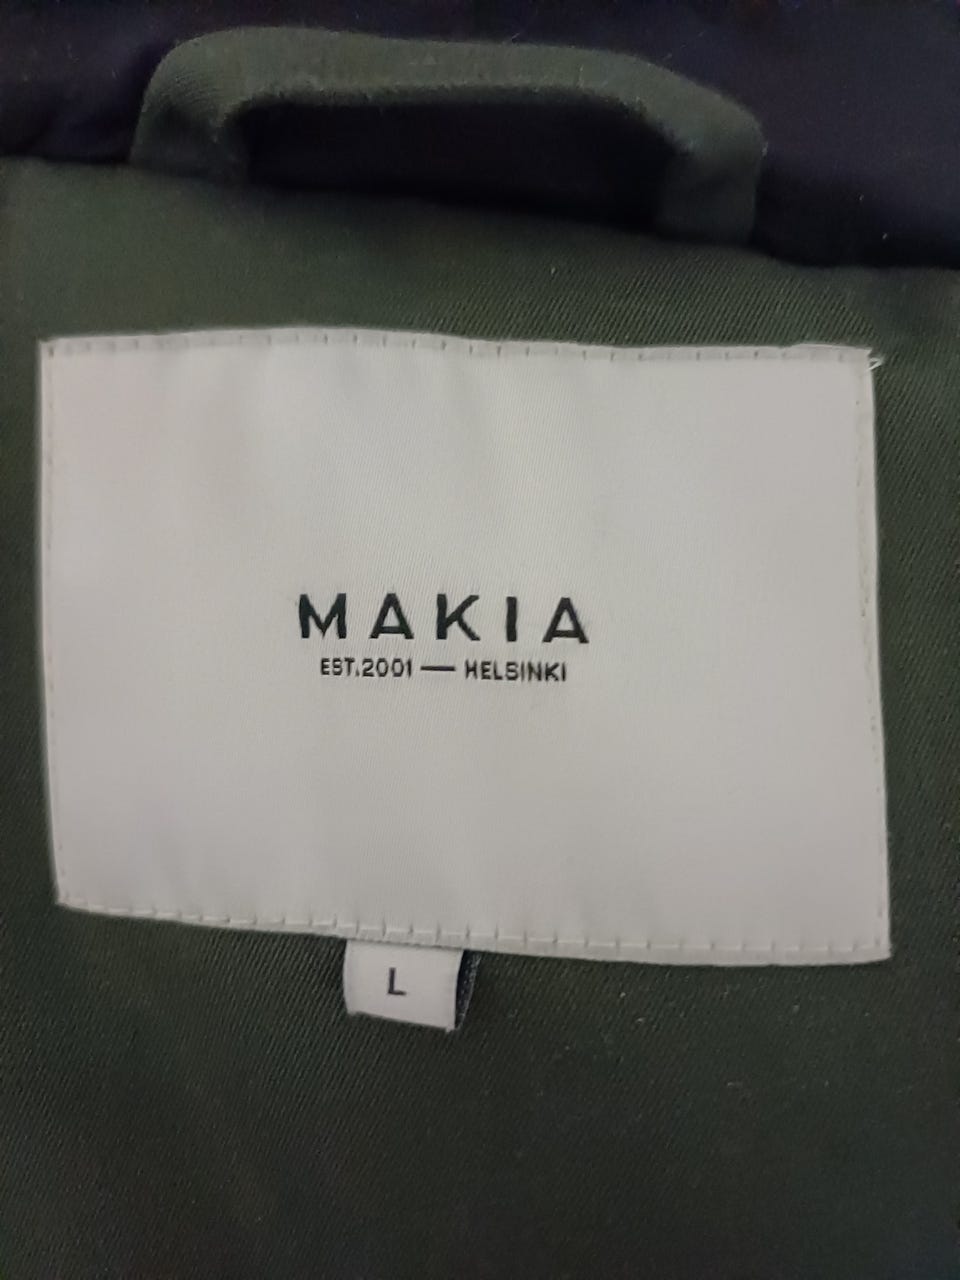 MAKIA
EST.2001 — HELSINKI
L